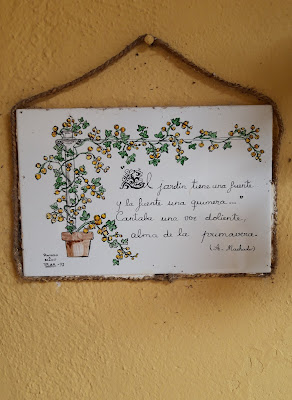 El jardín tiene una fuente
y la fuente una quimera..."
Cantaba una voz doliente,
alma de la primavera.
(A. Machado)